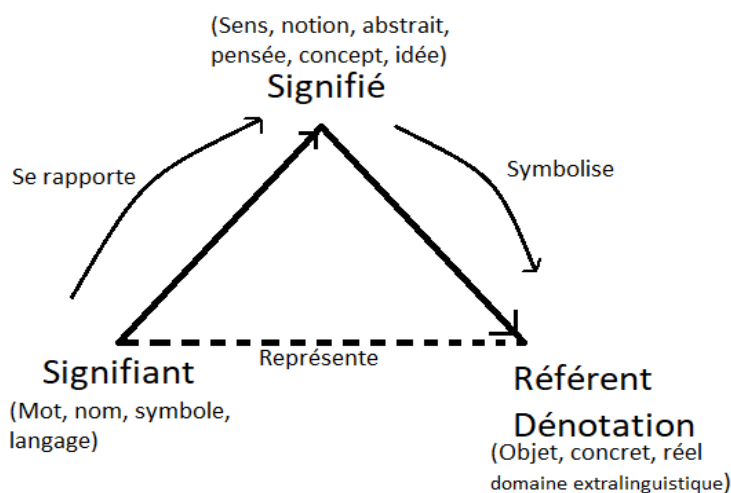 (Sens, notion, abstrait,
pensée, concept, idée)
Signifié
Se rapporte
Symbolise
Représente
Signifiant
(Mot, nom, symbole,
langage)
Référent
Dénotation
(Objet, concret, réel
domaine extralinguistique)